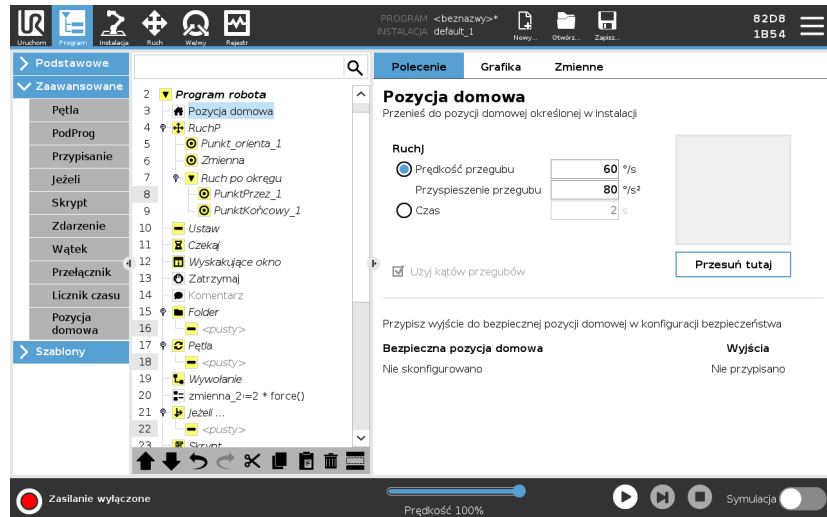 UR
PROGRAM <beznazwy>*
INSTALACJA default_1
82D8
1B54
Uruchom
Program
Instalacja
Ruch
We/wy
Rejestr
Nowy...
Otwórz...
Zapisz...
Podstawowe
Zaawansowane
Pętla
PodProg
Przypisanie
Jeżeli
Skrypt
Zdarzenie
Wątek
Przełącznik
Licznik czasu
Pozycja
domowa
Szablony
2 Program robota
3 Pozycja domowa
4 RuchP
5 Punkt_orienta_1
6 Zmienna
7 Ruch po okręgu
8 PunktPrzez_1
9 PunktKońcowy_1
10 Ustaw
11 Czekaj
12 Wyskakujące okno
13 Zatrzymaj
14 Komentarz
15 Folder
16 <pusty>
17 Pętla
18 <pusty>
19 Wywołanie
20 zmienna_2≔2 * force()
21 Jeżeli ...
22 <pusty>
23 Skrypt
Polecenie
Grafika
Zmienne
Pozycja domowa
Przenieś do pozycji domowej określonej w instalacji
RuchJ
Prędkość przegubu 60 °/s
Przyspieszenie przegubu 80 °/s²
Czas 2 s
Użyj kątów przegubów
Przesuń tutaj
Przypisz wyjście do bezpiecznej pozycji domowej w konfiguracji bezpieczeństwa
Bezpieczna pozycja domowa Wyjścia
Nie skonfigurowano Nie przypisano
Zasilanie wyłączone
Prędkość 100%
Symulacja